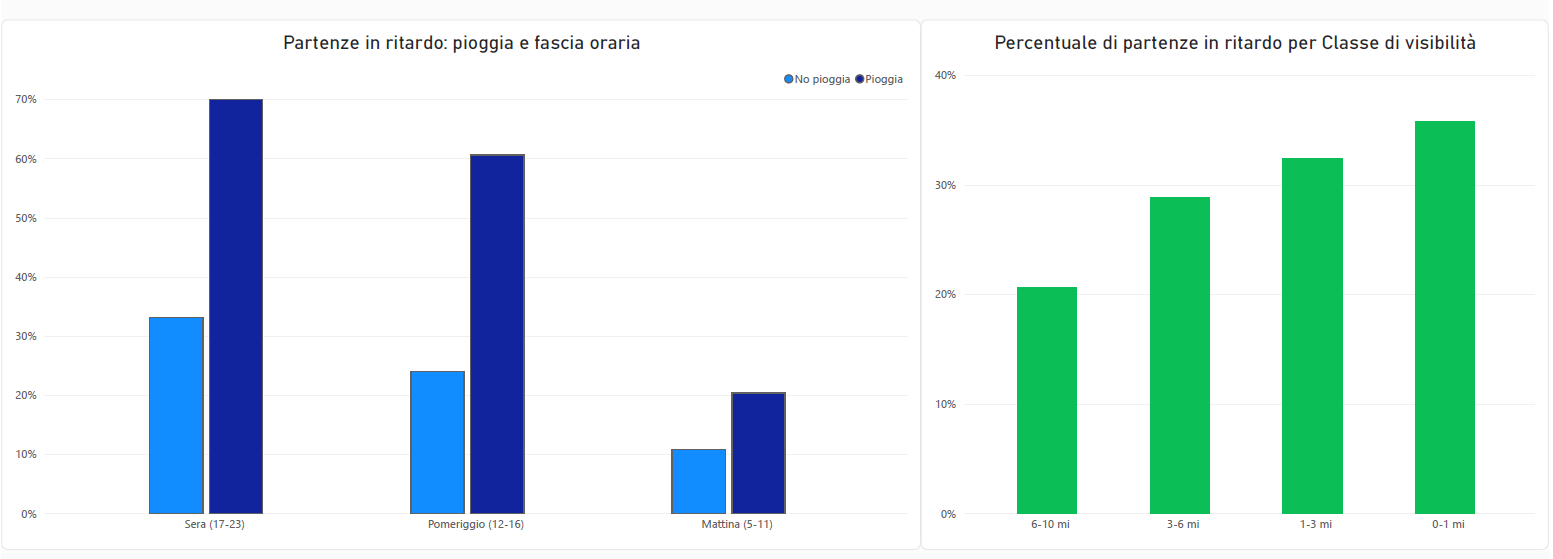 Partenze in ritardo: pioggia e fascia oraria
No pioggia Pioggia
70%
60%
50%
40%
30%
20%
10%
0%
Sera (17-23) Pomeriggio (12-16) Mattina (5-11)
Percentuale di partenze in ritardo per Classe di visibilità
40%
30%
20%
10%
0%
6-10 mi 3-6 mi 1-3 mi 0-1 mi